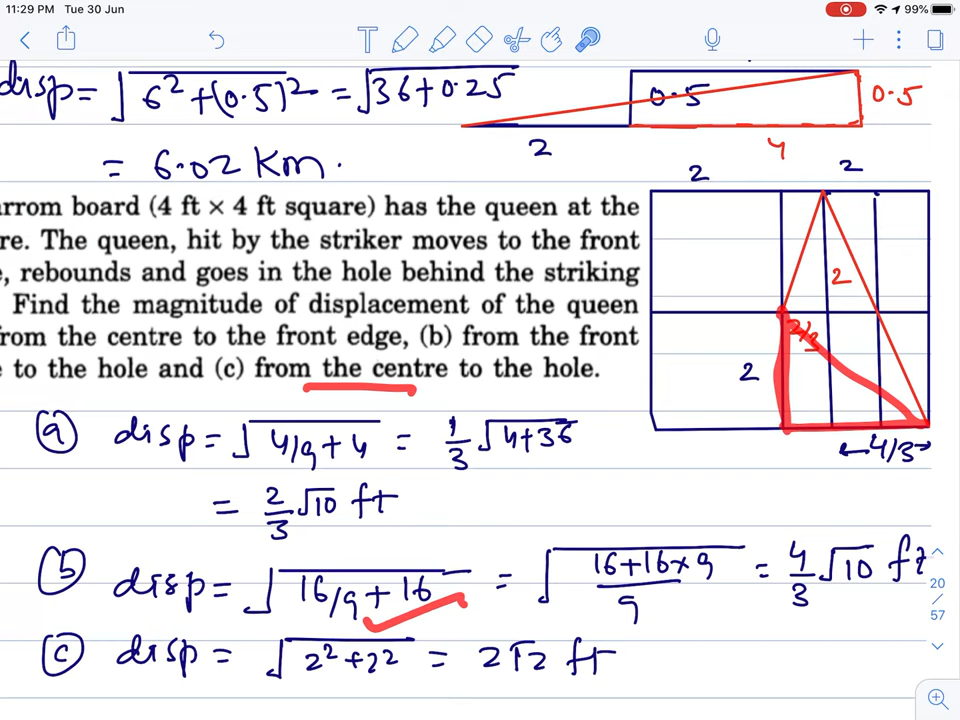 11:29 PM Tue 30 Jun 99%
disp = √6² + (0.5)² = √36 + 0.25
= 6.02 Km.
0.5
0.5
2
4
2
2
rrom board (4 ft × 4 ft square) has the queen at the
re. The queen, hit by the striker moves to the front
, rebounds and goes in the hole behind the striking
Find the magnitude of displacement of the queen
rom the centre to the front edge, (b) from the front
to the hole and (c) from the centre to the hole.
2
2/3
2
4/3
(a) disp = √4/9 + 4 = 1/3 √4+36
= 2/3 √10 ft
(b) disp = √16/9 + 16 = √16+16×9/9 = 4/3 √10 ft
(c) disp = √2² + 2² = 2√2 ft
20
/
57